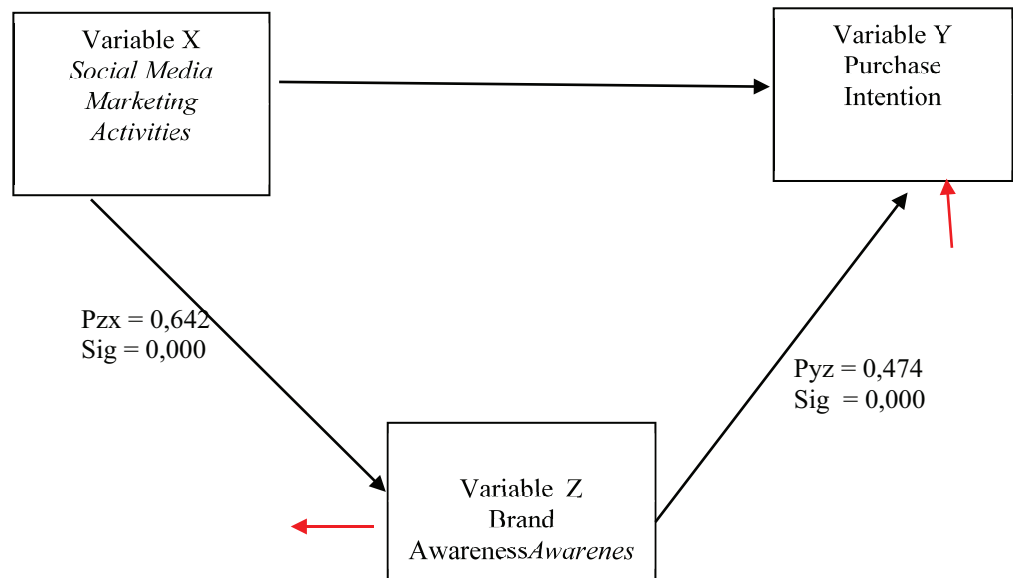 Variable X
Social Media
Marketing
Activities
Variable Y
Purchase
Intention
Pzx = 0,642
Sig = 0,000
Pyz = 0,474
Sig = 0,000
Variable Z
Brand
AwarenessAwarenes